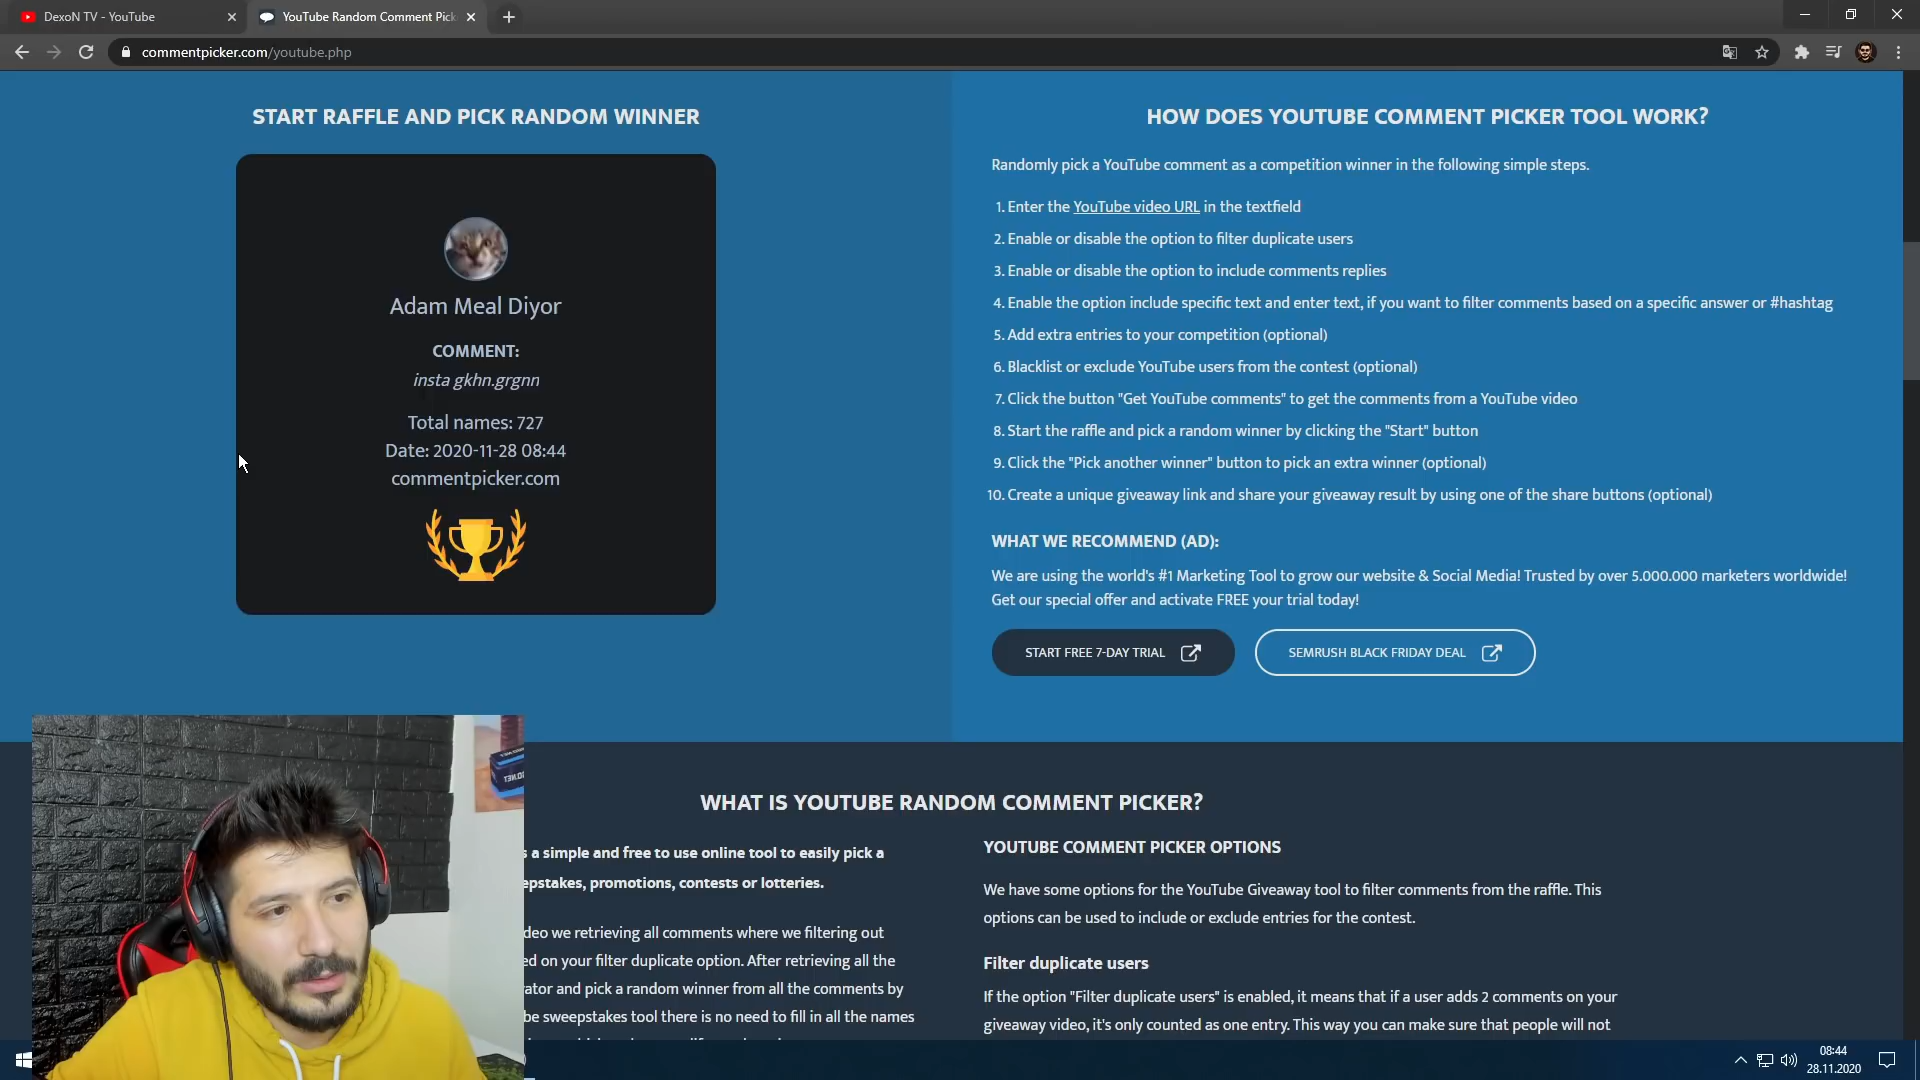 DexoN TV - YouTube
YouTube Random Comment Pick
commentpicker.com/youtube.php
START RAFFLE AND PICK RANDOM WINNER
Adam Meal Diyor
COMMENT:
insta gkhn.grgnn
Total names: 727
Date: 2020-11-28 08:44
commentpicker.com
HOW DOES YOUTUBE COMMENT PICKER TOOL WORK?
Randomly pick a YouTube comment as a competition winner in the following simple steps.
1. Enter the YouTube video URL in the textfield
2. Enable or disable the option to filter duplicate users
3. Enable or disable the option to include comments replies
4. Enable the option include specific text and enter text, if you want to filter comments based on a specific answer or #hashtag
5. Add extra entries to your competition (optional)
6. Blacklist or exclude YouTube users from the contest (optional)
7. Click the button "Get YouTube comments" to get the comments from a YouTube video
8. Start the raffle and pick a random winner by clicking the "Start" button
9. Click the "Pick another winner" button to pick an extra winner (optional)
10. Create a unique giveaway link and share your giveaway result by using one of the share buttons (optional)
WHAT WE RECOMMEND (AD):
We are using the world's #1 Marketing Tool to grow our website & Social Media! Trusted by over 5.000.000 marketers worldwide!
Get our special offer and activate FREE your trial today!
START FREE 7-DAY TRIAL
SEMRUSH BLACK FRIDAY DEAL
WHAT IS YOUTUBE RANDOM COMMENT PICKER?
s a simple and free to use online tool to easily pick a
epstakes, promotions, contests or lotteries.
deo we retrieving all comments where we filtering out
ed on your filter duplicate option. After retrieving all the
rator and pick a random winner from all the comments by
be sweepstakes tool there is no need to fill in all the names
YOUTUBE COMMENT PICKER OPTIONS
We have some options for the YouTube Giveaway tool to filter comments from the raffle. This
options can be used to include or exclude entries for the contest.
Filter duplicate users
If the option "Filter duplicate users" is enabled, it means that if a user adds 2 comments on your
giveaway video, it's only counted as one entry. This way you can make sure that people will not
08:44
28.11.2020